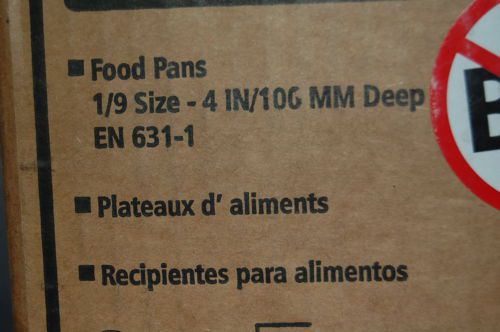 Food Pans
1/9 Size - 4 IN/106 MM Deep
EN 631-1
Plateaux d' aliments
Recipientes para alimentos